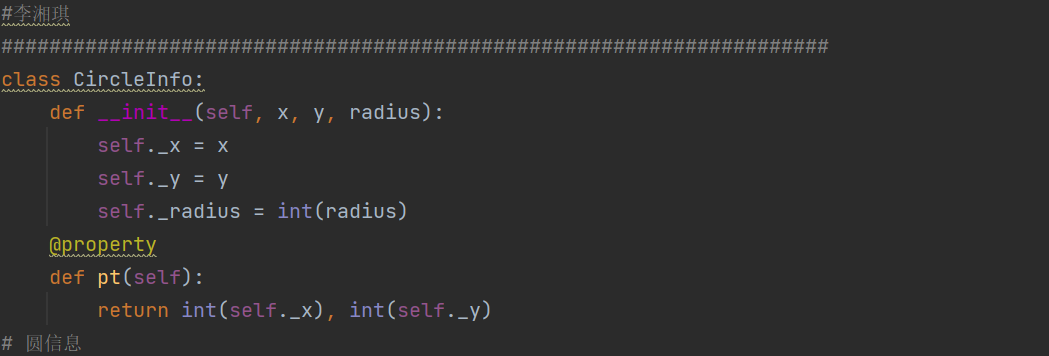 #李湘琪
#####################################################################
class CircleInfo:
    def __init__(self, x, y, radius):
        self._x = x
        self._y = y
        self._radius = int(radius)
    @property
    def pt(self):
        return int(self._x), int(self._y)
# 圆信息